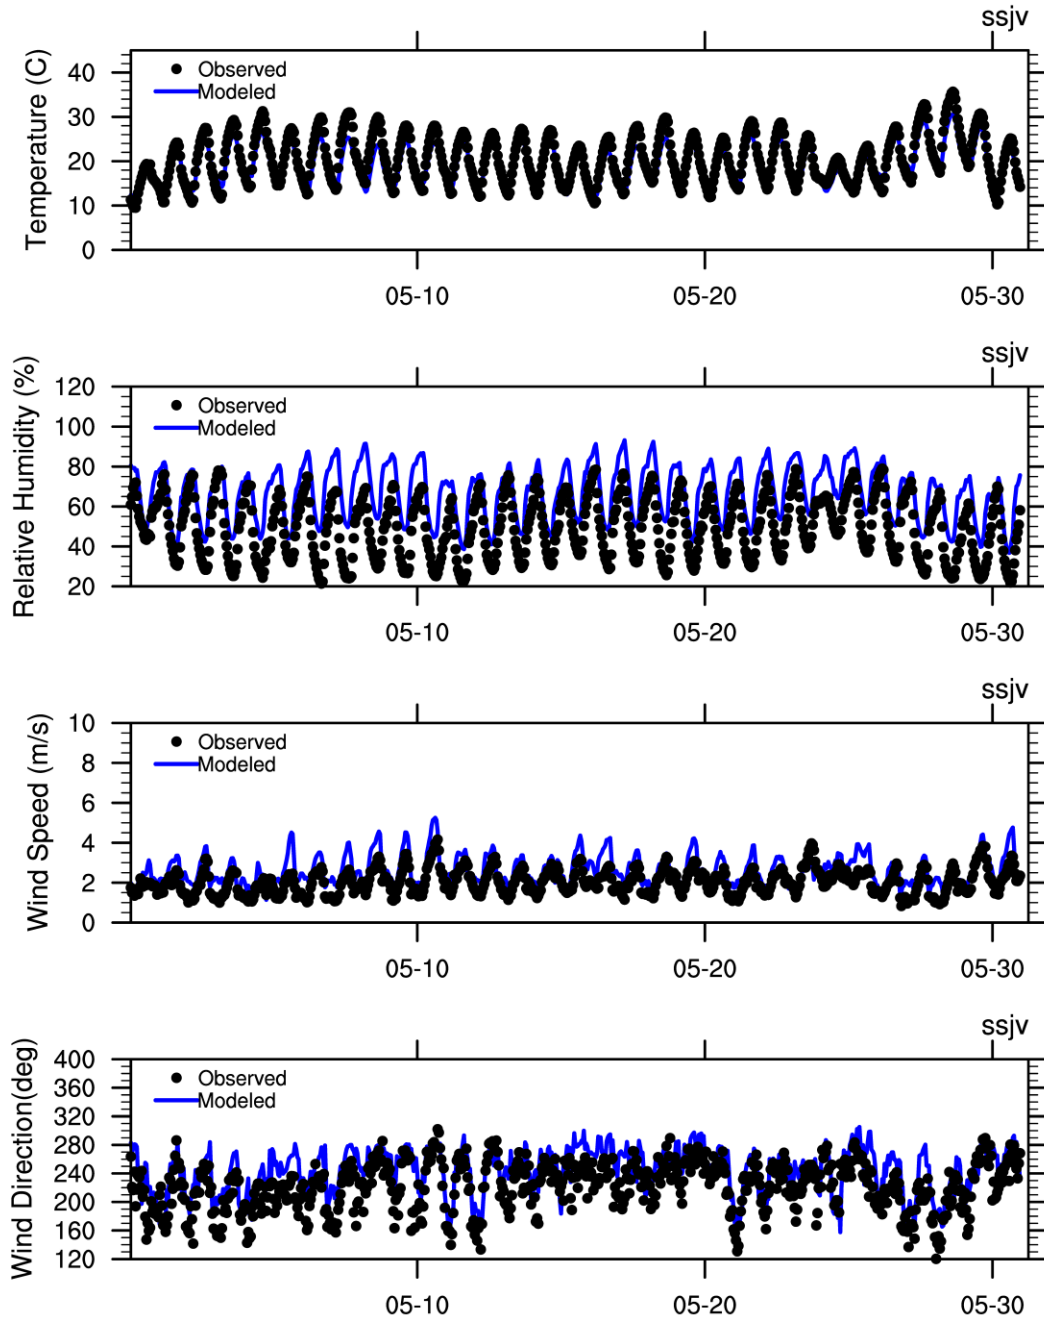 ssjv
Temperature (C)
40
30
20
10
0
Observed
Modeled
05-10 05-20 05-30
ssjv
Relative Humidity (%)
120
100
80
60
40
20
Observed
Modeled
05-10 05-20 05-30
ssjv
Wind Speed (m/s)
10
8
6
4
2
0
Observed
Modeled
05-10 05-20 05-30
ssjv
Wind Direction(deg)
400
360
320
280
240
200
160
120
Observed
Modeled
05-10 05-20 05-30